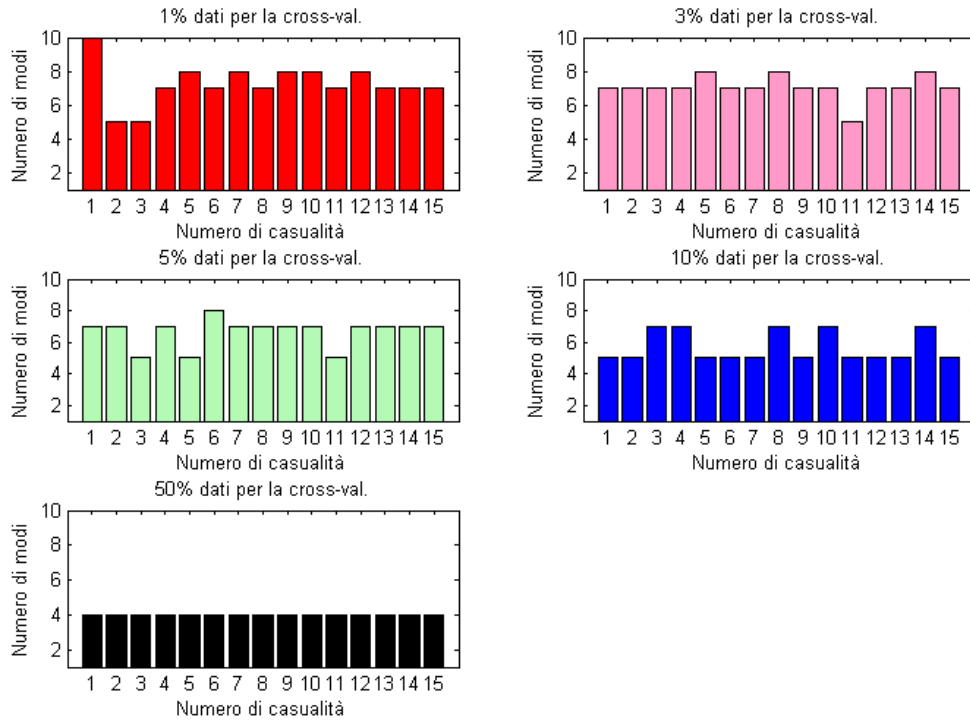 1% dati per la cross-val.
Numero di modi
10
8
6
4
2
1 2 3 4 5 6 7 8 9 10 11 12 13 14 15
Numero di casualità
3% dati per la cross-val.
Numero di modi
10
8
6
4
2
1 2 3 4 5 6 7 8 9 10 11 12 13 14 15
Numero di casualità
5% dati per la cross-val.
Numero di modi
10
8
6
4
2
1 2 3 4 5 6 7 8 9 10 11 12 13 14 15
Numero di casualità
10% dati per la cross-val.
Numero di modi
10
8
6
4
2
1 2 3 4 5 6 7 8 9 10 11 12 13 14 15
Numero di casualità
50% dati per la cross-val.
Numero di modi
10
8
6
4
2
1 2 3 4 5 6 7 8 9 10 11 12 13 14 15
Numero di casualità